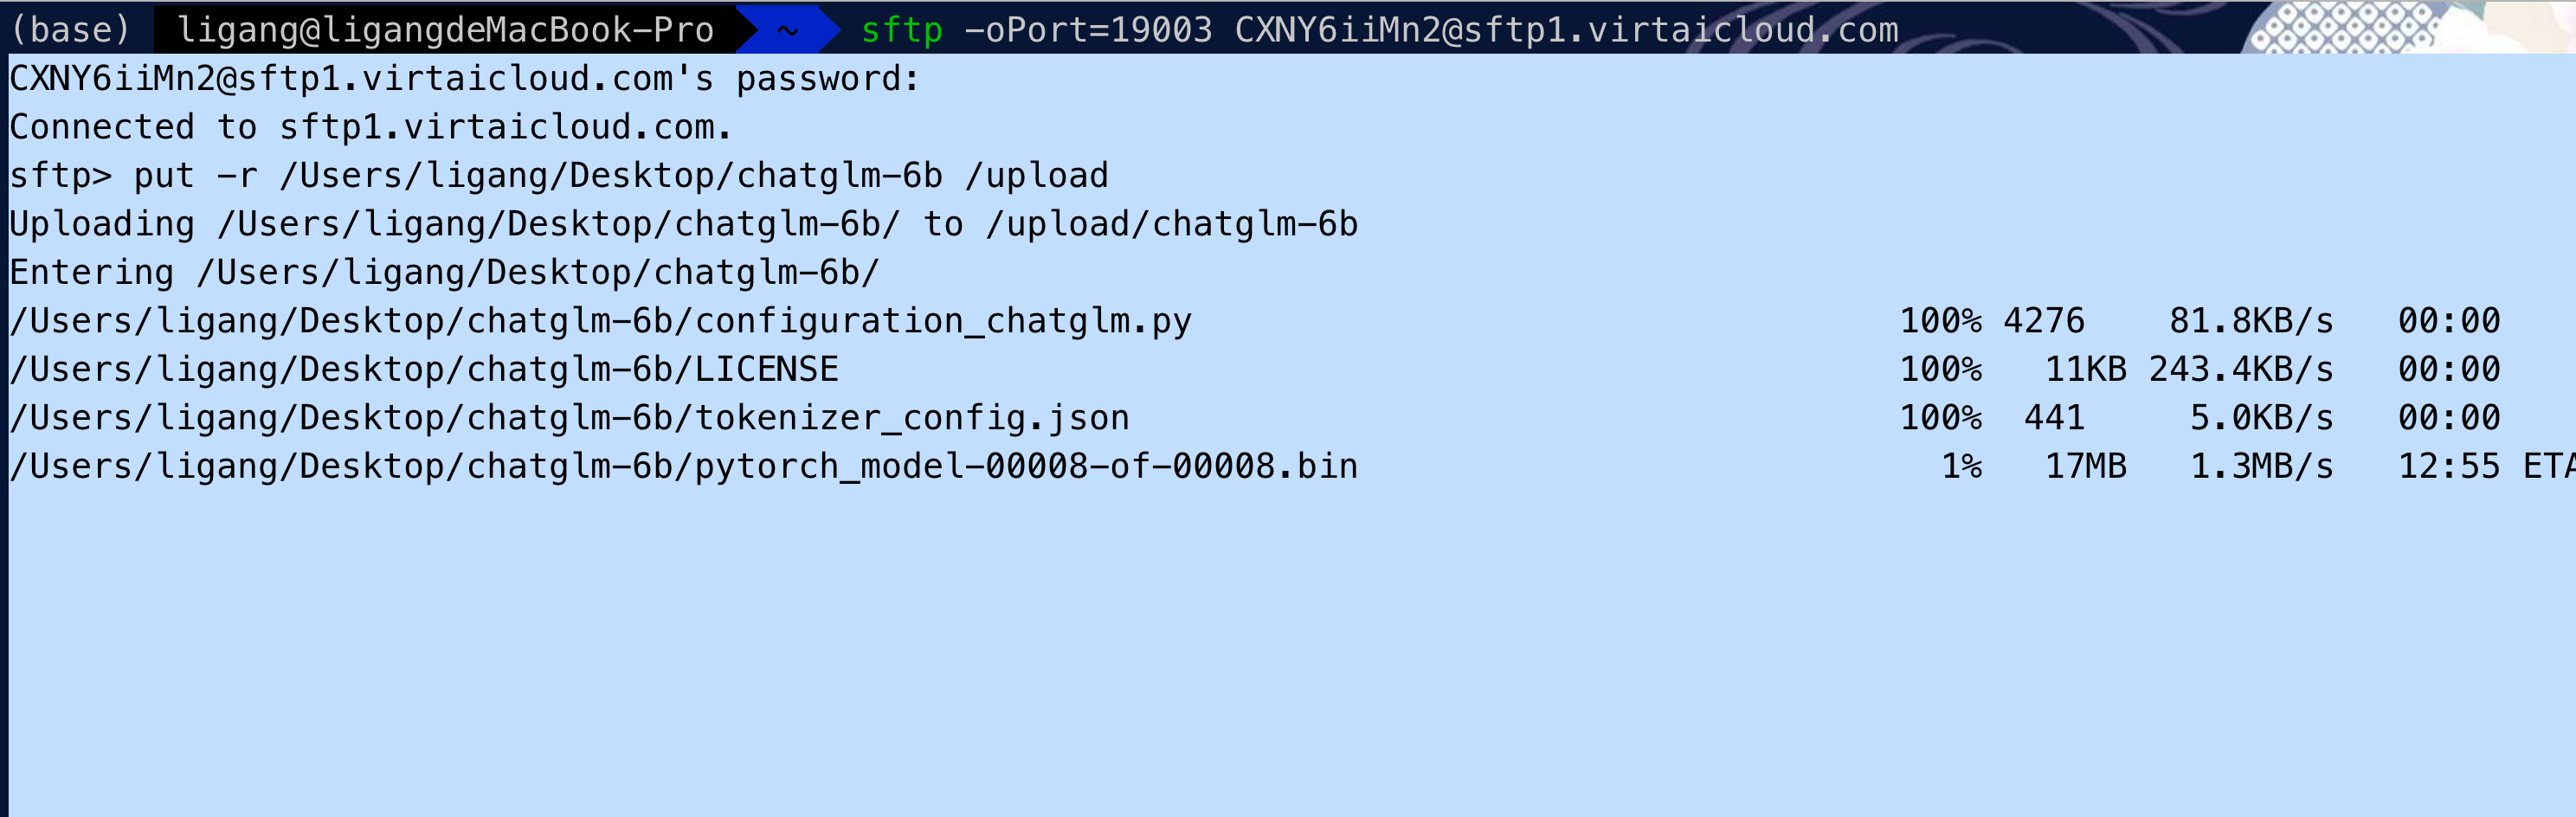 (base) ligang@ligangdeMacBook-Pro ~ sftp -oPort=19003 CXNY6iiMn2@sftp1.virtaicloud.com
CXNY6iiMn2@sftp1.virtaicloud.com's password:
Connected to sftp1.virtaicloud.com.
sftp> put -r /Users/ligang/Desktop/chatglm-6b /upload
Uploading /Users/ligang/Desktop/chatglm-6b/ to /upload/chatglm-6b
Entering /Users/ligang/Desktop/chatglm-6b/
/Users/ligang/Desktop/chatglm-6b/configuration_chatglm.py 100% 4276 81.8KB/s 00:00
/Users/ligang/Desktop/chatglm-6b/LICENSE 100% 11KB 243.4KB/s 00:00
/Users/ligang/Desktop/chatglm-6b/tokenizer_config.json 100% 441 5.0KB/s 00:00
/Users/ligang/Desktop/chatglm-6b/pytorch_model-00008-of-00008.bin 1% 17MB 1.3MB/s 12:55 ETA